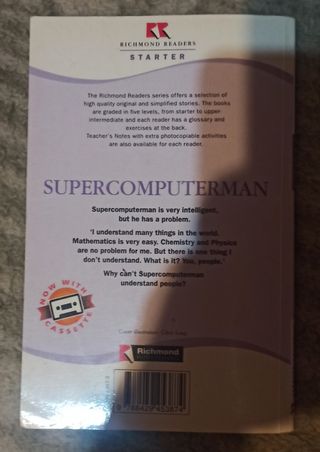 RICHMOND READERS
STARTER
The Richmond Readers series offers a selection of
high quality original and simplified stories. The books
are graded in five levels, from starter to upper
intermediate and each reader has a glossary and
exercises at the back.
Teacher's Notes with extra photocopiable activities
are also available for each reader.
SUPERCOMPUTERMAN
Supercomputerman is very intelligent,
but he has a problem.
'I understand many things in the world.
Mathematics is very easy. Chemistry and Physics
are no problem for me. But there is one thing I
don't understand. What is it? You, people.'
Why can't Supercomputerman
understand people?
NOW WITH
CASSETTE
Richmond
9 788429 453874